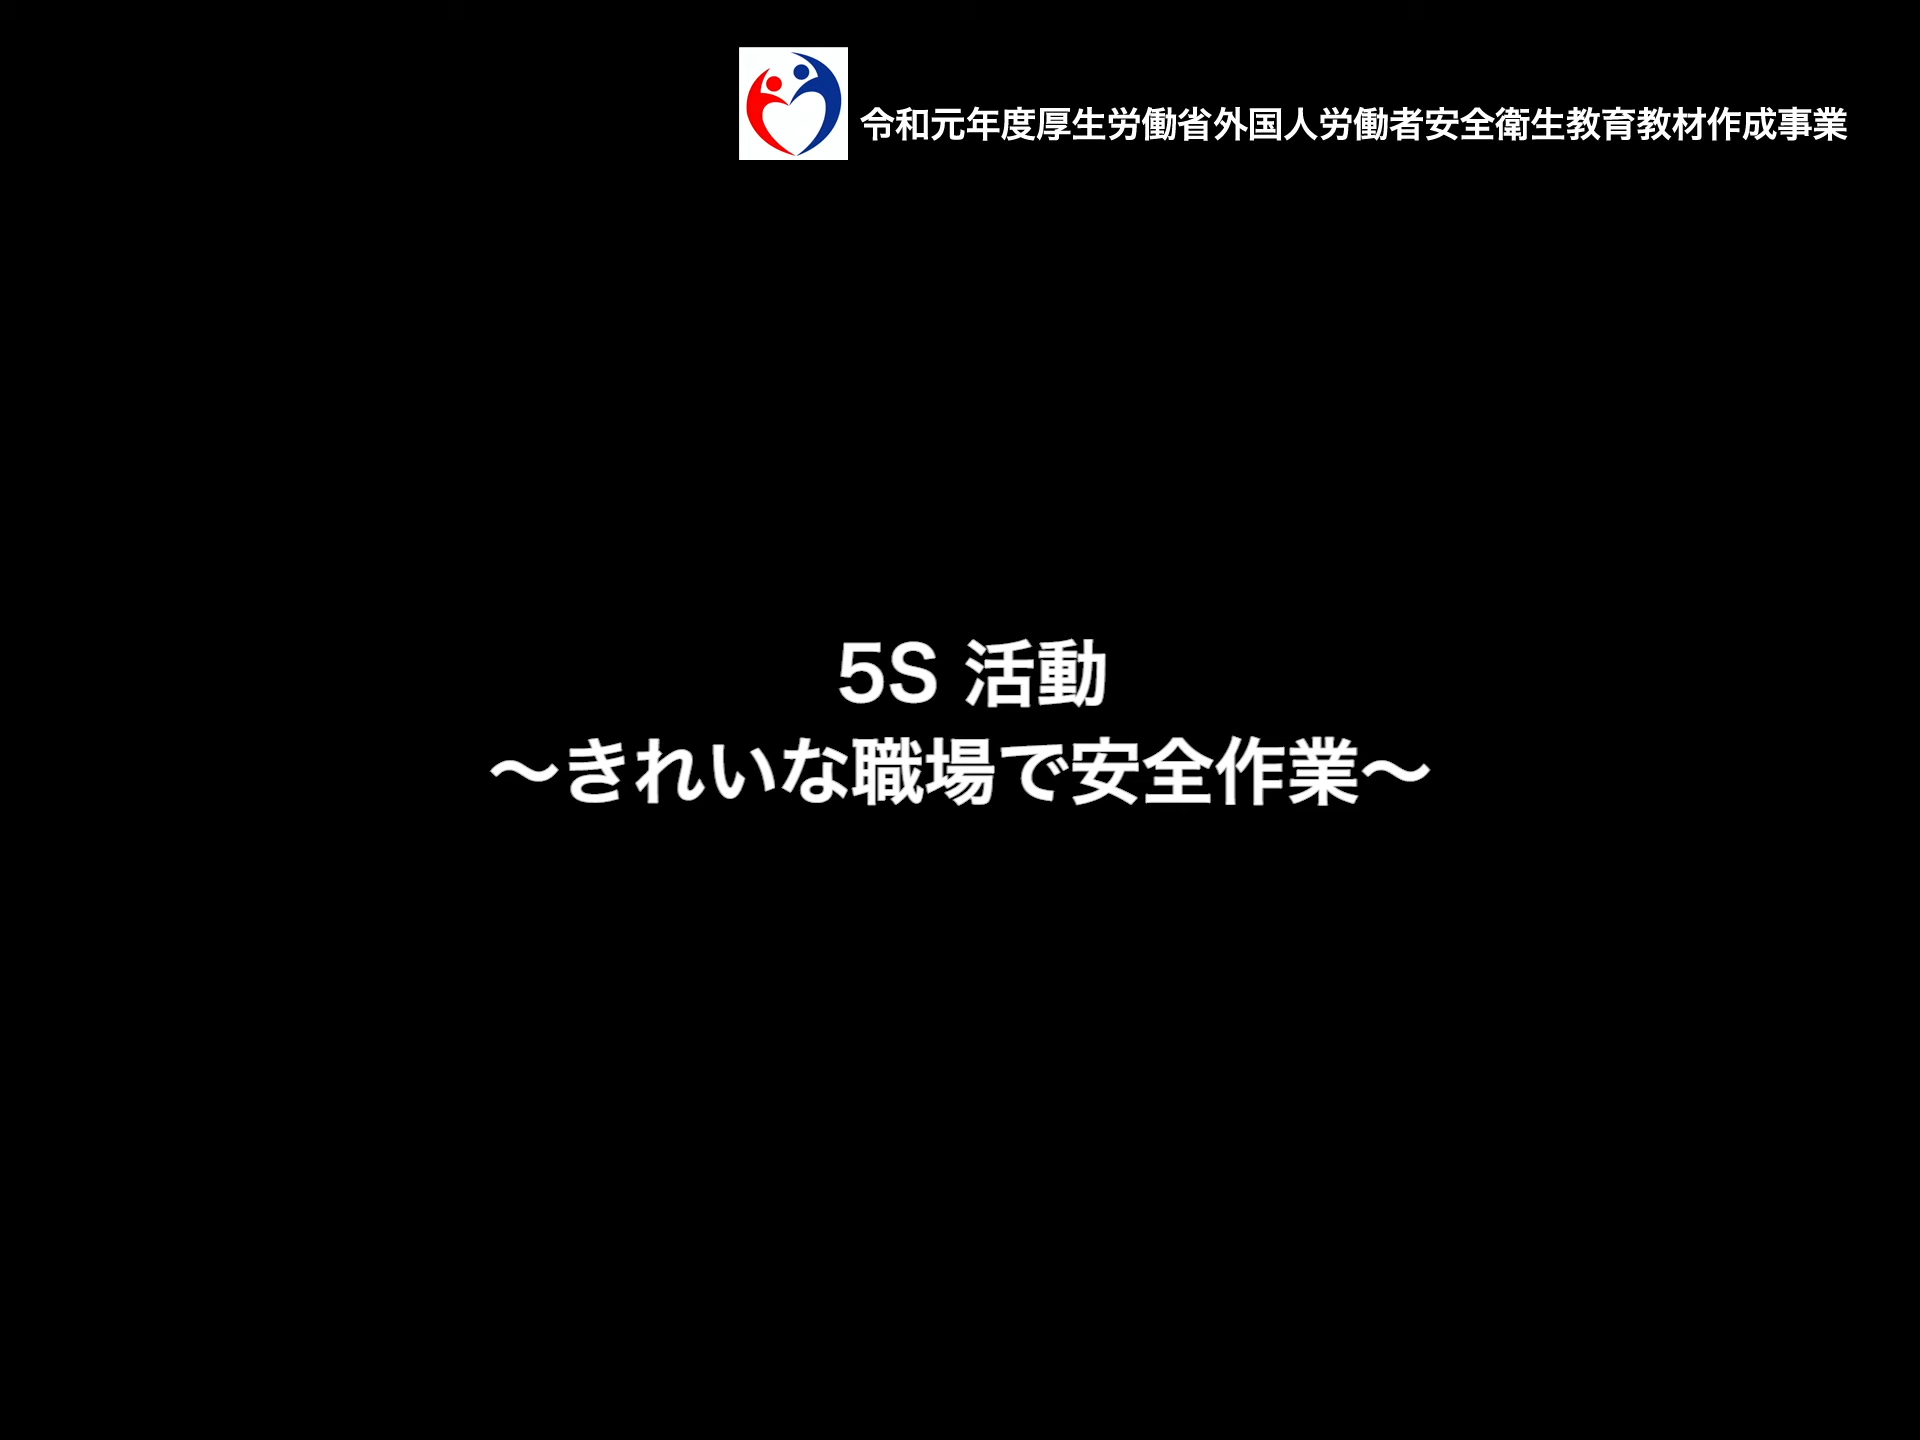 令和元年度厚生労働省外国人労働者安全衛生教育教材作成事業
5S 活動
～きれいな職場で安全作業～